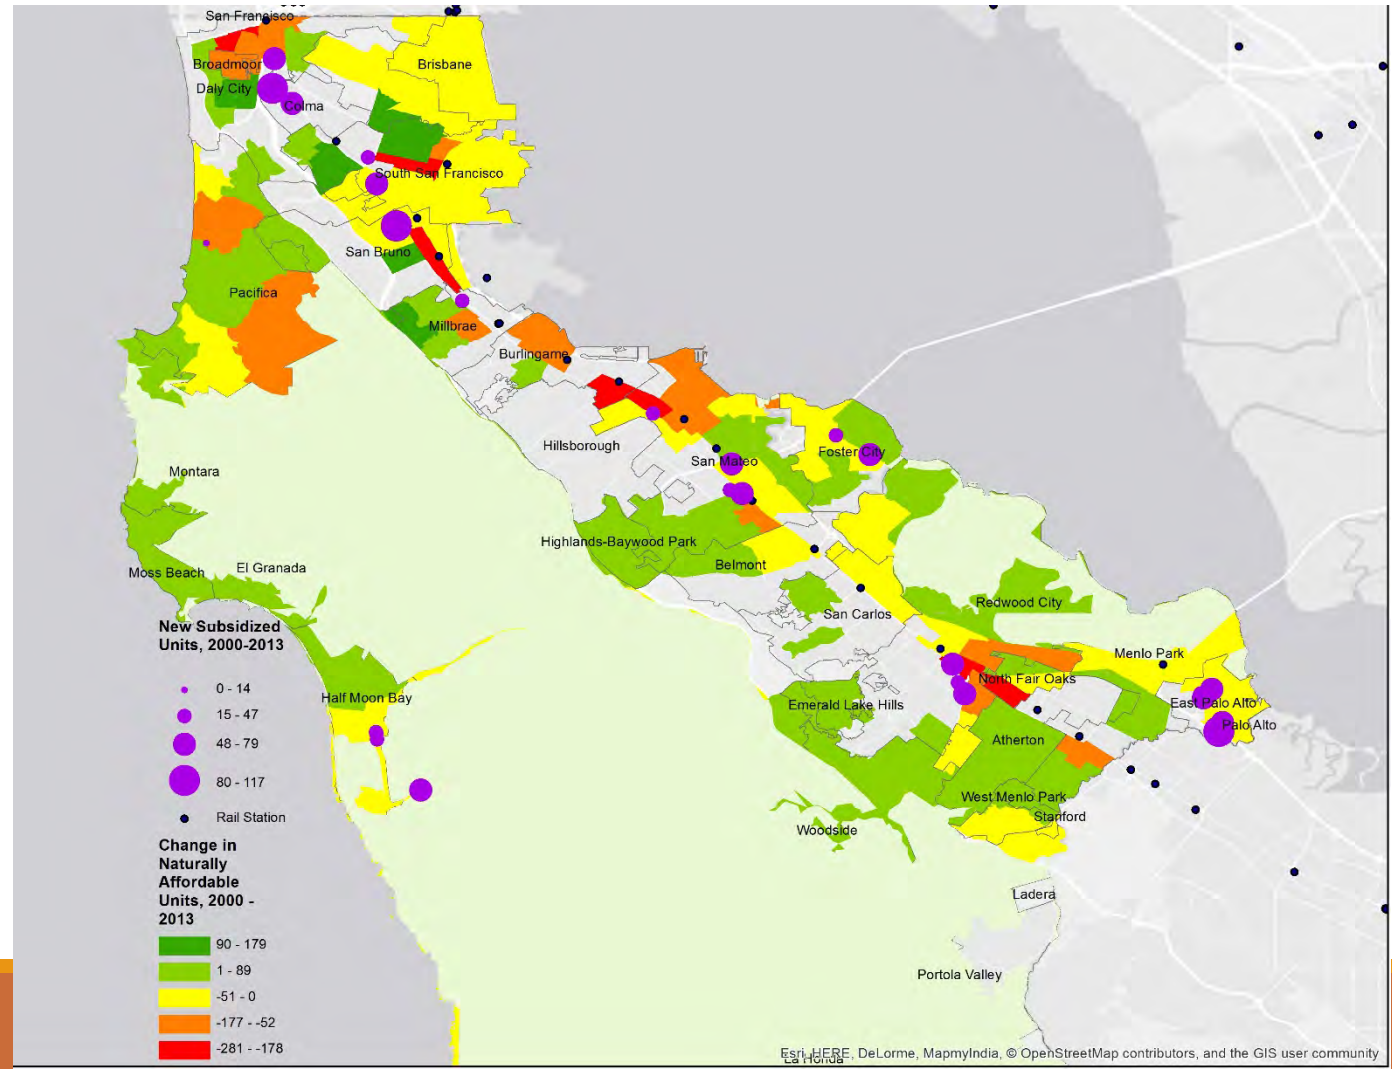 San Francisco
Broadmoor
Brisbane
Daly City
Colma
South San Francisco
San Bruno
Pacifica
Millbrae
Burlingame
Hillsborough
San Mateo
Foster City
Montara
Highlands-Baywood Park
Belmont
El Granada
Moss Beach
Redwood City
San Carlos
New Subsidized
Units, 2000-2013
0 - 14
15 - 47
48 - 79
80 - 117
Rail Station
Menlo Park
North Fair Oaks
Half Moon Bay
Emerald Lake Hills
East Palo Alto
Palo Alto
Atherton
West Menlo Park
Stanford
Woodside
Change in
Naturally
Affordable
Units, 2000 -
2013
90 - 179
1 - 89
-51 - 0
-177 - -52
-281 - -178
Ladera
Portola Valley
La Honda
Esri, HERE, DeLorme, MapmyIndia, © OpenStreetMap contributors, and the GIS user community